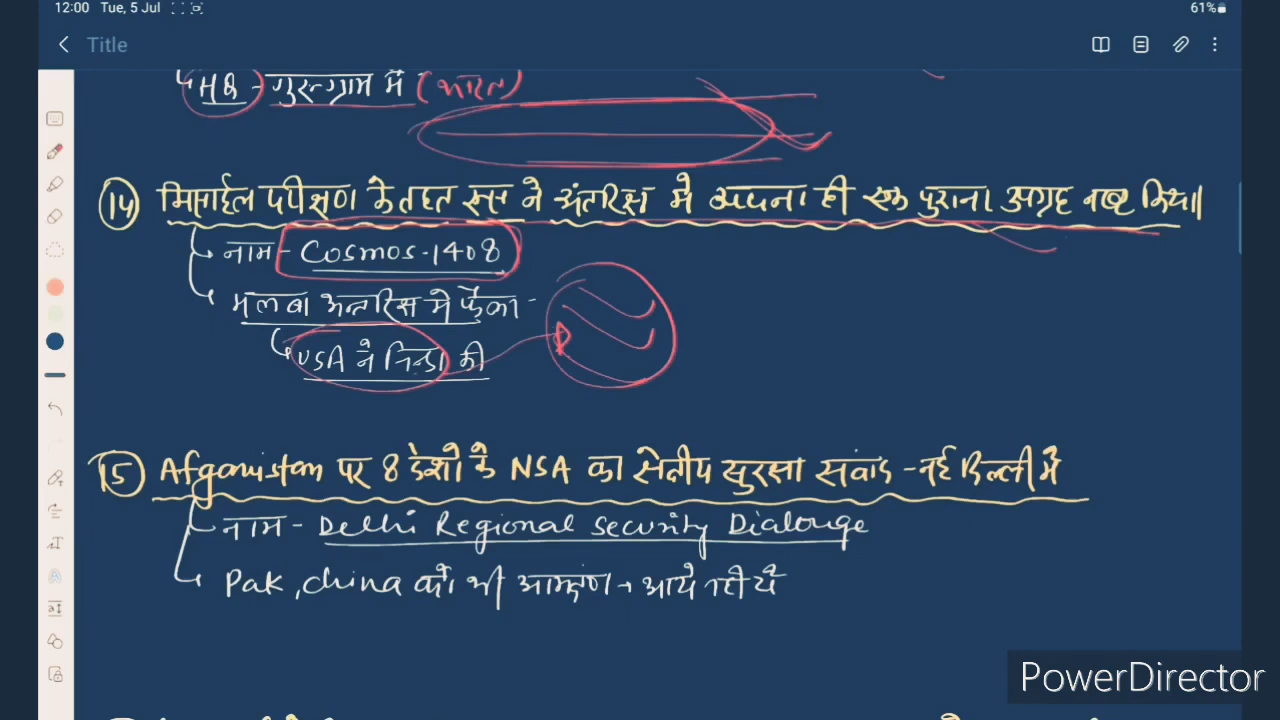 12:00 Tue, 5 Jul 61%
Title
HQ - गुरुग्राम में (भारत)
14 मिसाईल परीक्षण के तहत रूस ने अंतरिक्ष में अपना ही एक पुराना उपग्रह नष्ट किया।
नाम - Cosmos-1408
मलबा अन्तरिक्ष में फैका -
USA ने निन्दा की
15 Afganistan पर 8 देशो के NSA का क्षेत्रीय सुरक्षा संवाद - नई दिल्ली में
नाम - Delhi Regional Security Dialouge
Pak, China को भी आमंत्रण → आये नही थे
PowerDirector